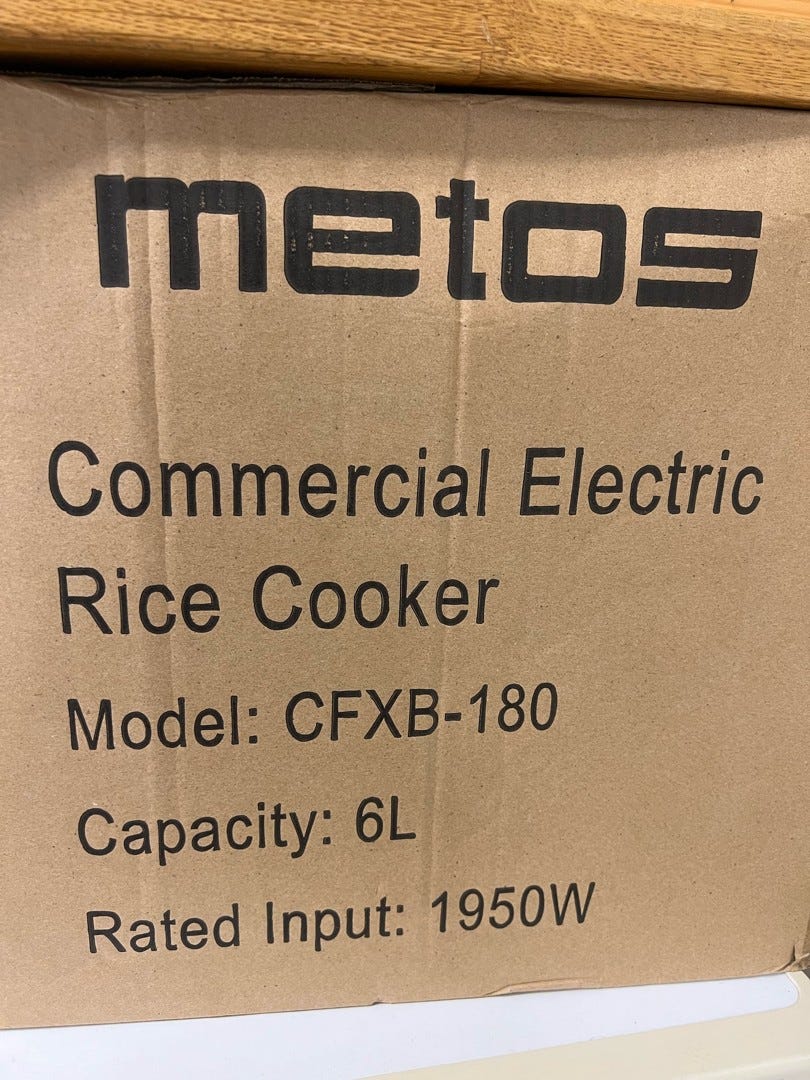 metos
Commercial Electric
Rice Cooker
Model: CFXB-180
Capacity: 6L
Rated Input: 1950W